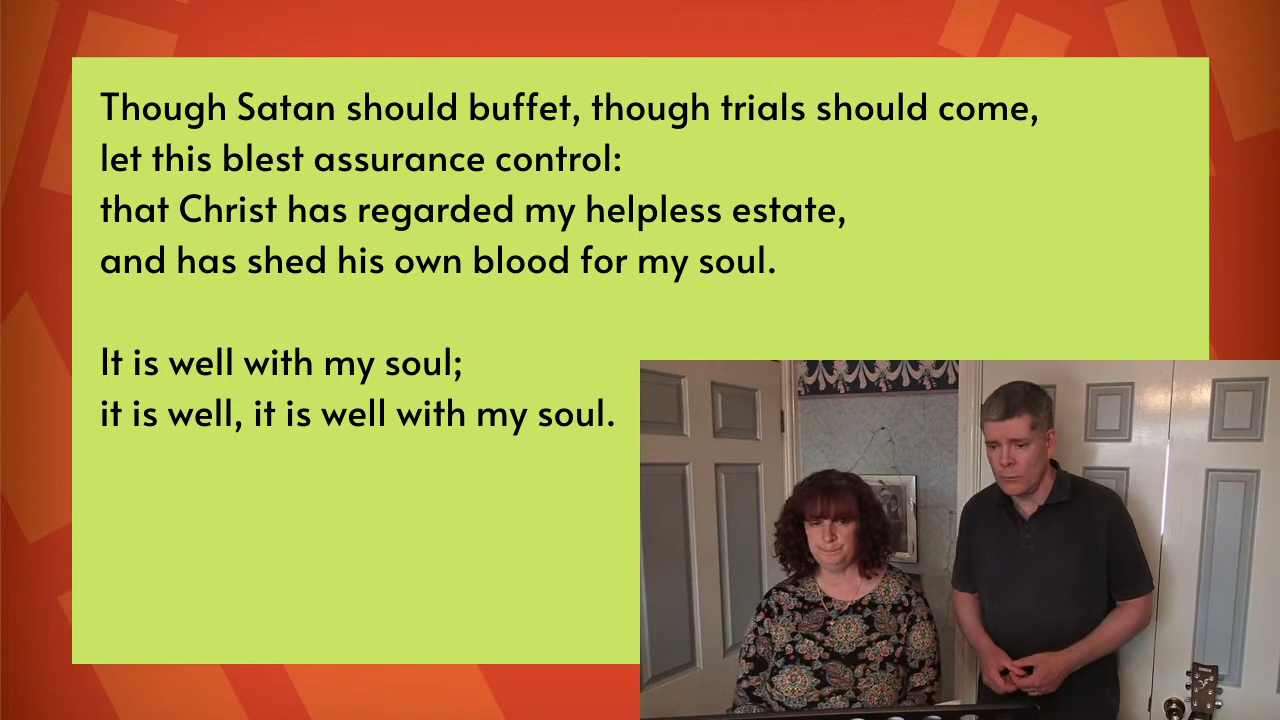 Though Satan should buffet, though trials should come,
let this blest assurance control:
that Christ has regarded my helpless estate,
and has shed his own blood for my soul.
It is well with my soul;
it is well, it is well with my soul.
YAMAHA